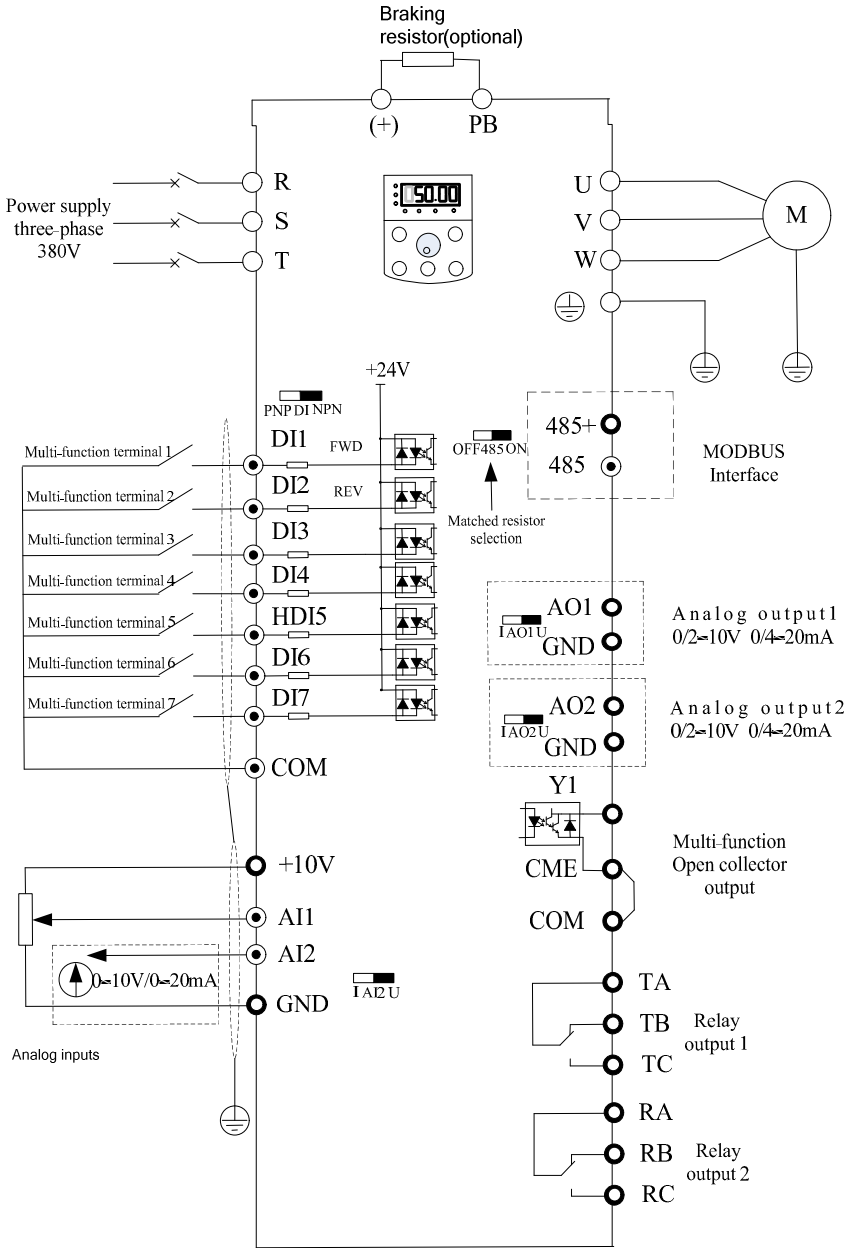 Braking
resistor(optional)
(+)
PB
R
S
T
Power supply
three-phase
380V
50.00
U
V
W
M
+24V
PNP DI NPN
DI1
FWD
Multi-function terminal 1
DI2
REV
Multi-function terminal 2
DI3
Multi-function terminal 3
DI4
Multi-function terminal 4
HDI5
Multi-function terminal 5
DI6
Multi-function terminal 6
DI7
Multi-function terminal 7
COM
OFF485 ON
Matched resistor
selection
485+
485
MODBUS
Interface
AO1
I AO1 U
GND
Analog output1
0/2~10V 0/4~20mA
AO2
I AO2 U
GND
Analog output2
0/2~10V 0/4~20mA
Y1
CME
COM
Multi-function
Open collector
output
+10V
AI1
AI2
0~10V/0~20mA
I AI2 U
GND
Analog inputs
TA
TB
TC
Relay
output 1
RA
RB
RC
Relay
output 2